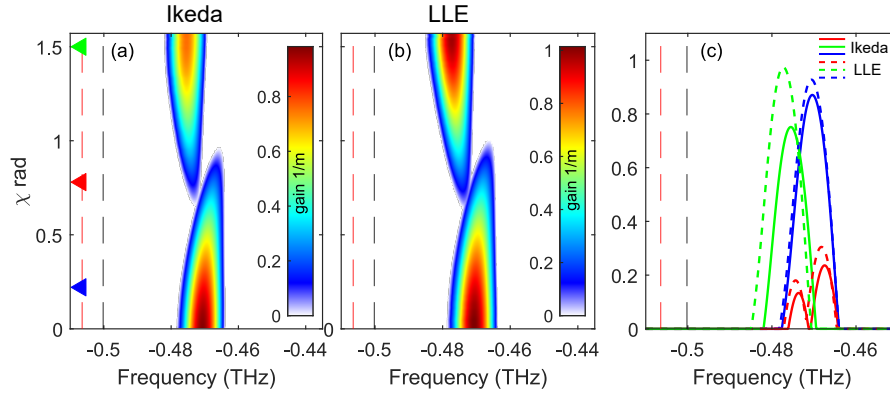 Ikeda
LLE
(a)
(b)
(c)
Ikeda
LLE
1.5
1
0.5
0
χ rad
0.8
0.6
0.4
0.2
0
gain 1/m
1
0.8
0.6
0.4
0.2
0
gain 1/m
1
0.8
0.6
0.4
0.2
0
-0.5 -0.48 -0.46 -0.44
-0.5 -0.48 -0.46 -0.44
-0.5 -0.48 -0.46
Frequency (THz)
Frequency (THz)
Frequency (THz)